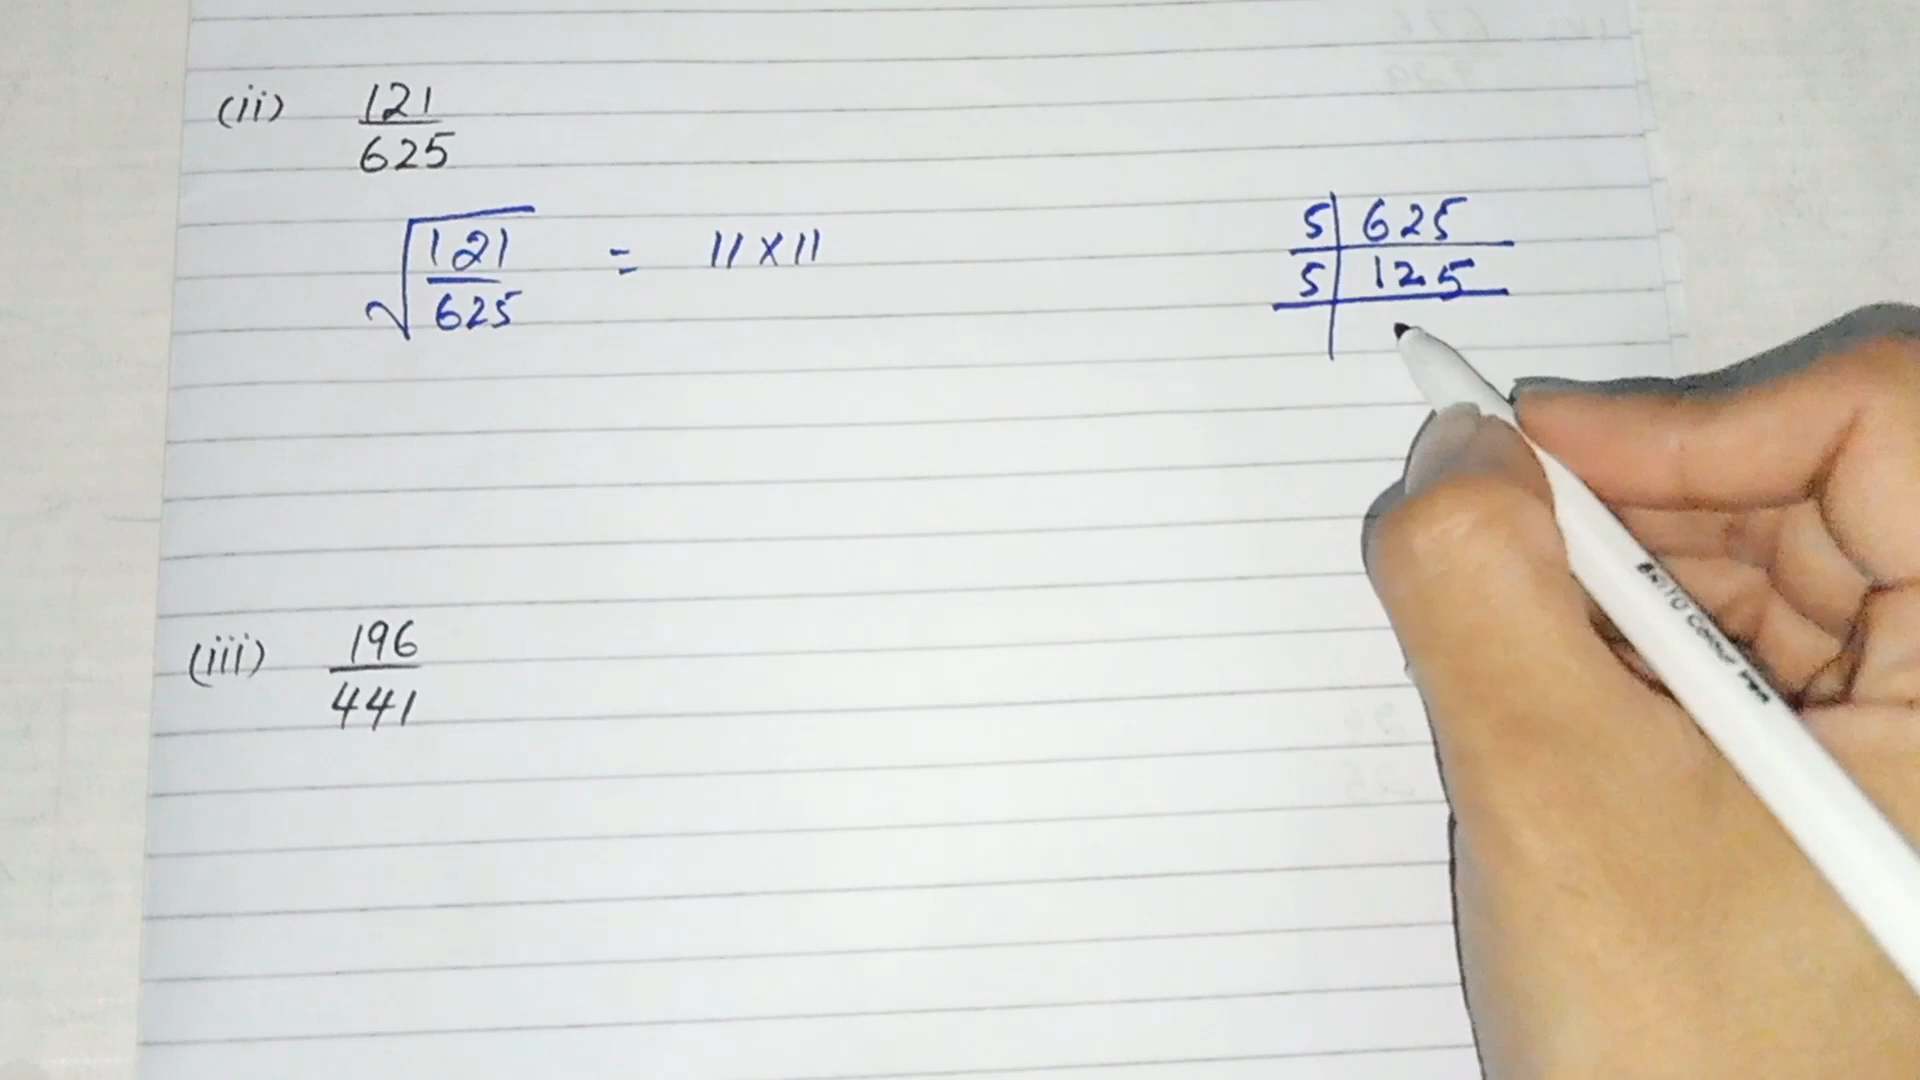 (ii) 121
625
√121/625 = 11 × 11
5 | 625
5 | 125
(iii) 196
441